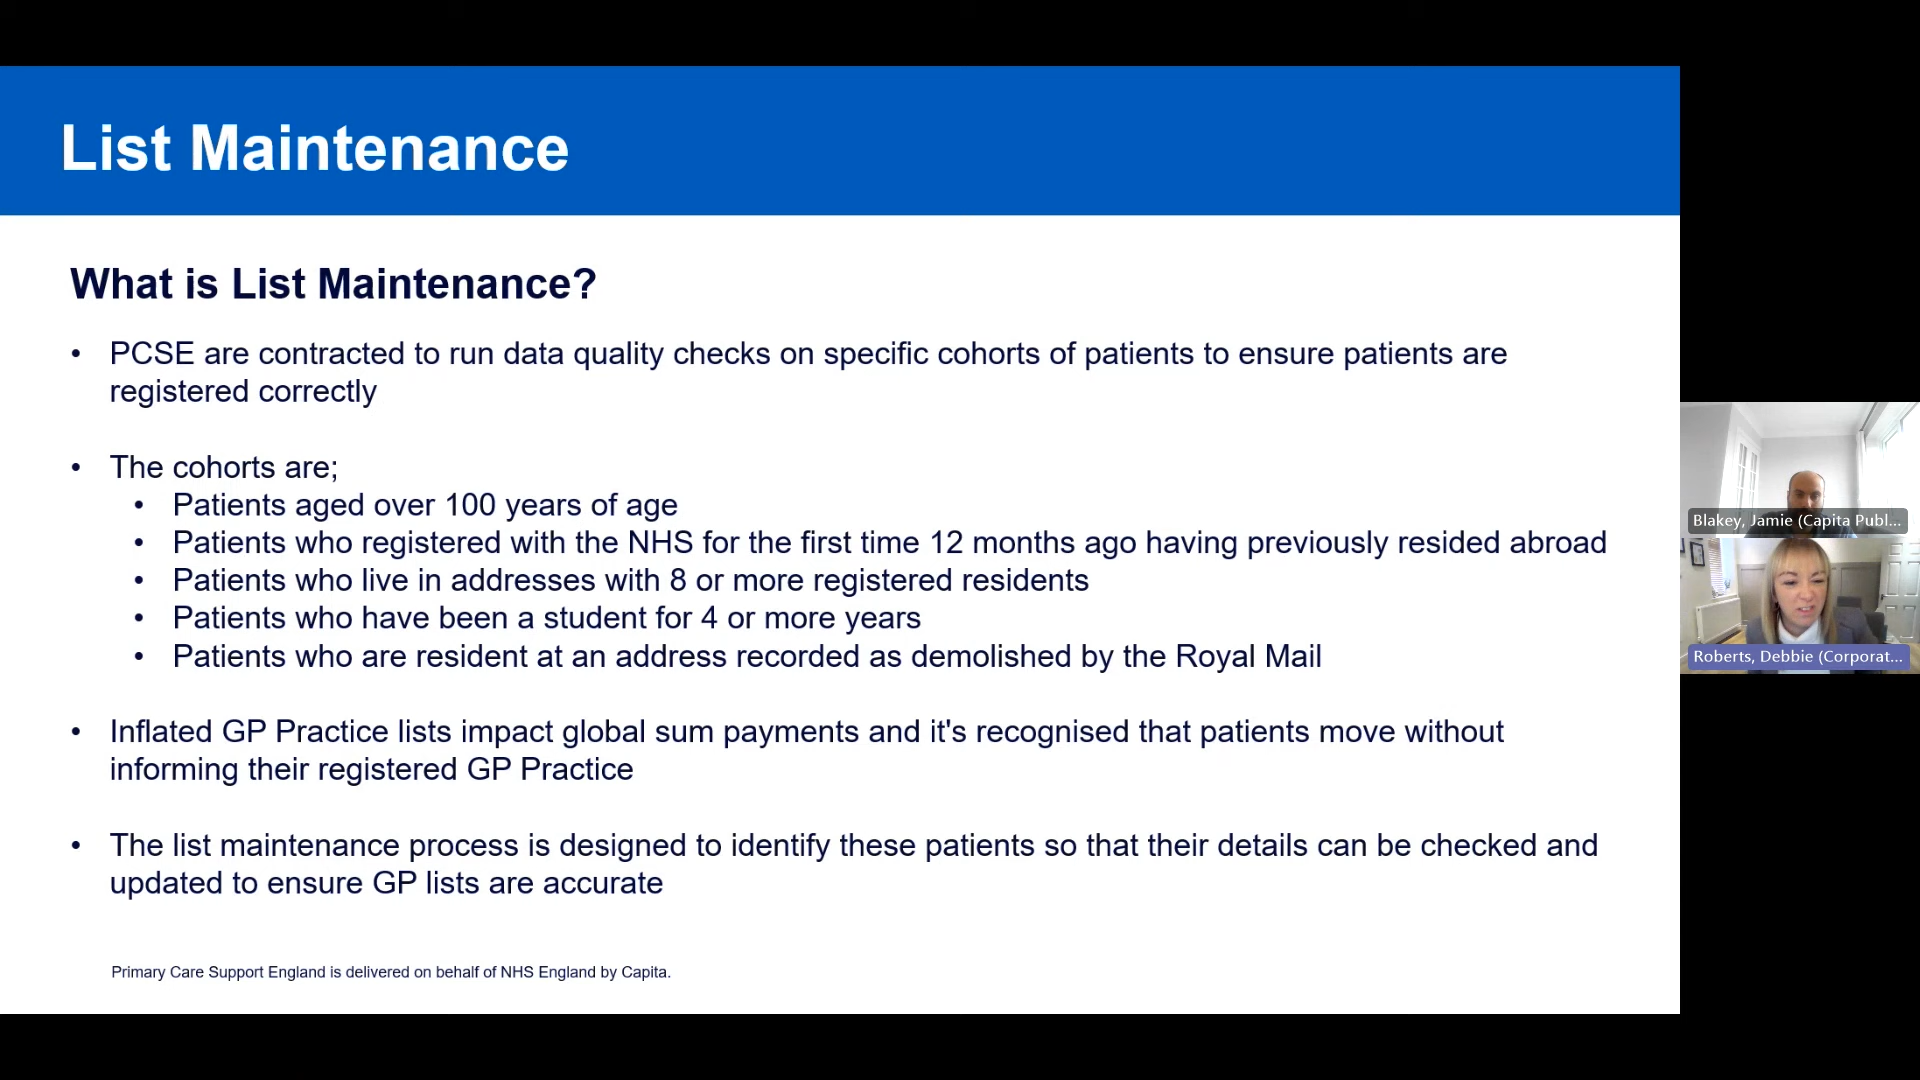 List Maintenance
What is List Maintenance?
• PCSE are contracted to run data quality checks on specific cohorts of patients to ensure patients are
registered correctly
• The cohorts are;
• Patients aged over 100 years of age
• Patients who registered with the NHS for the first time 12 months ago having previously resided abroad
• Patients who live in addresses with 8 or more registered residents
• Patients who have been a student for 4 or more years
• Patients who are resident at an address recorded as demolished by the Royal Mail
• Inflated GP Practice lists impact global sum payments and it's recognised that patients move without
informing their registered GP Practice
• The list maintenance process is designed to identify these patients so that their details can be checked and
updated to ensure GP lists are accurate
Primary Care Support England is delivered on behalf of NHS England by Capita.
Blakey, Jamie (Capita Publ...
Roberts, Debbie (Corporat...